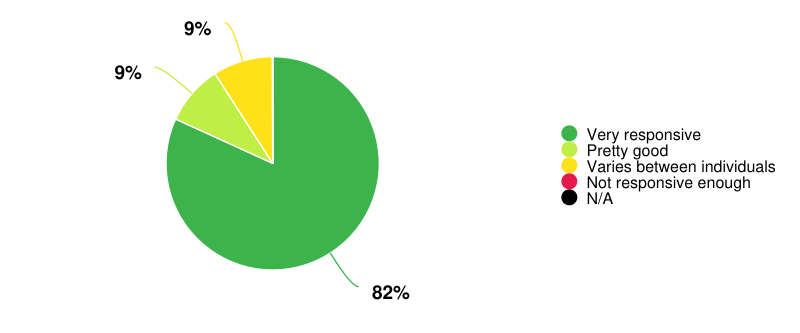 9%
9%
82%
Very responsive
Pretty good
Varies between individuals
Not responsive enough
N/A